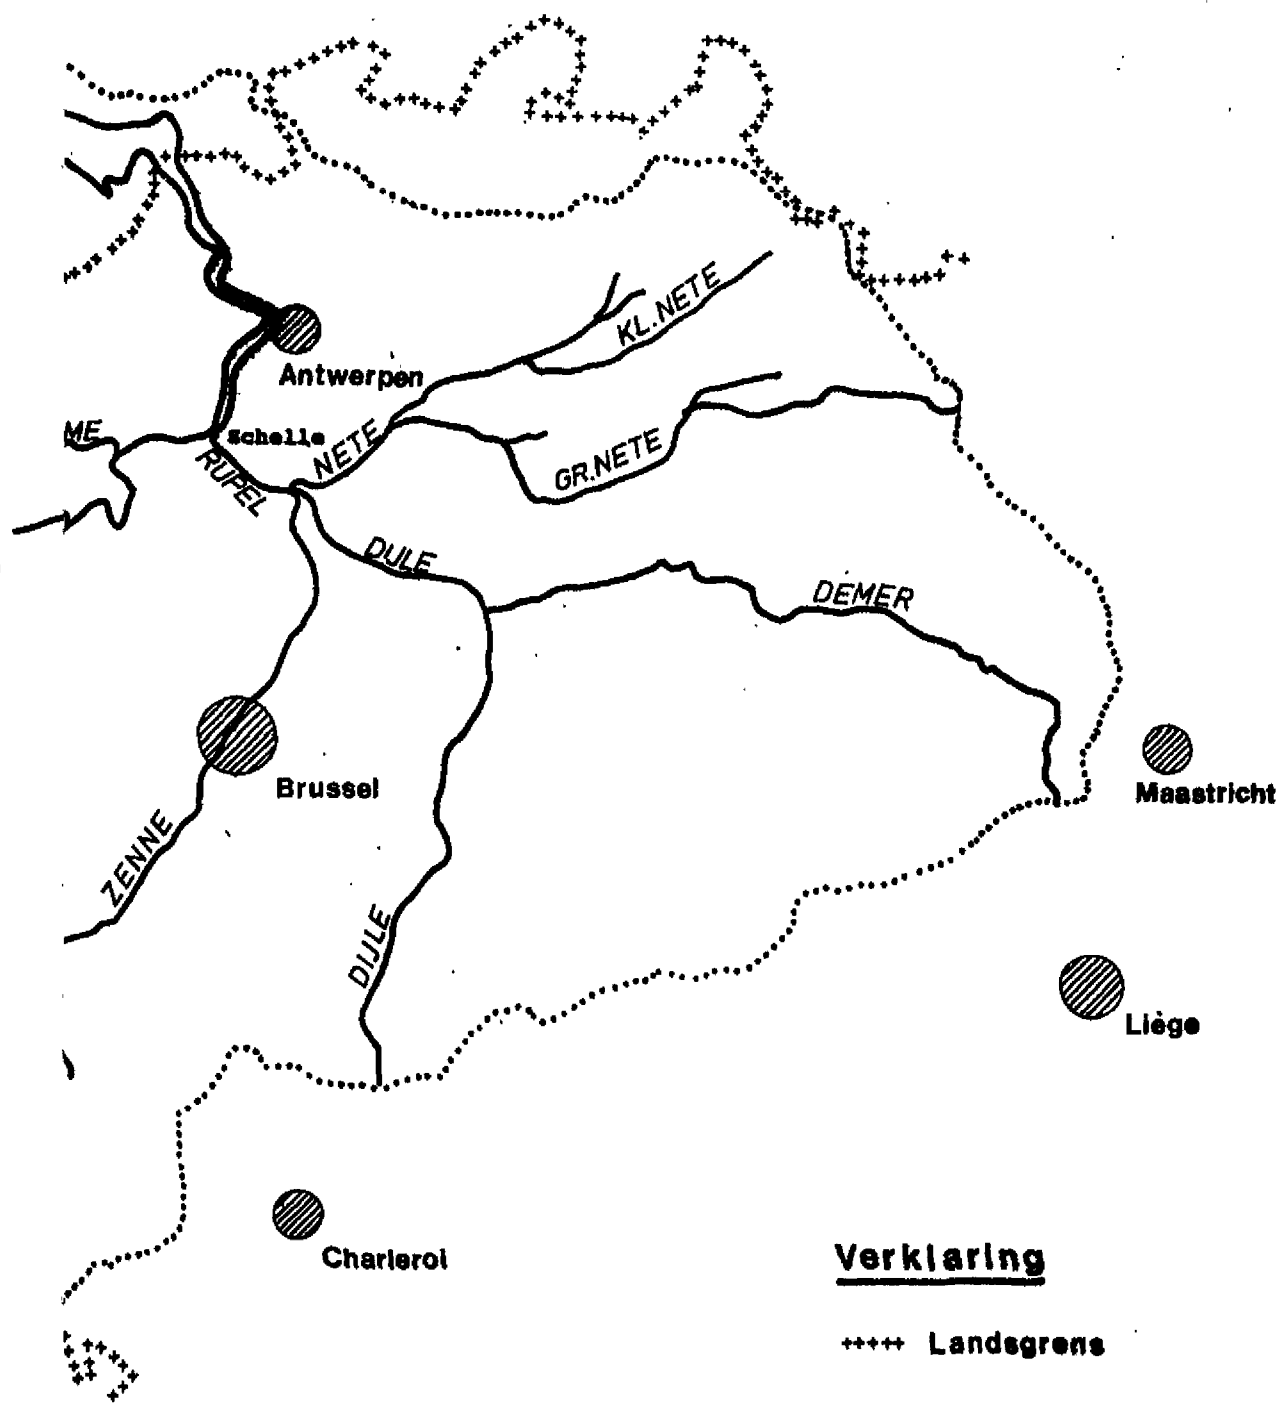 KL.NETE
Antwerpen
ME
Schelle
NETE
RUPEL
GR.NETE
DIJLE
DEMER
Brussel
Maastricht
ZENNE
DIJLE
Liège
Charleroi
Verklaring
+++++ Landsgrens